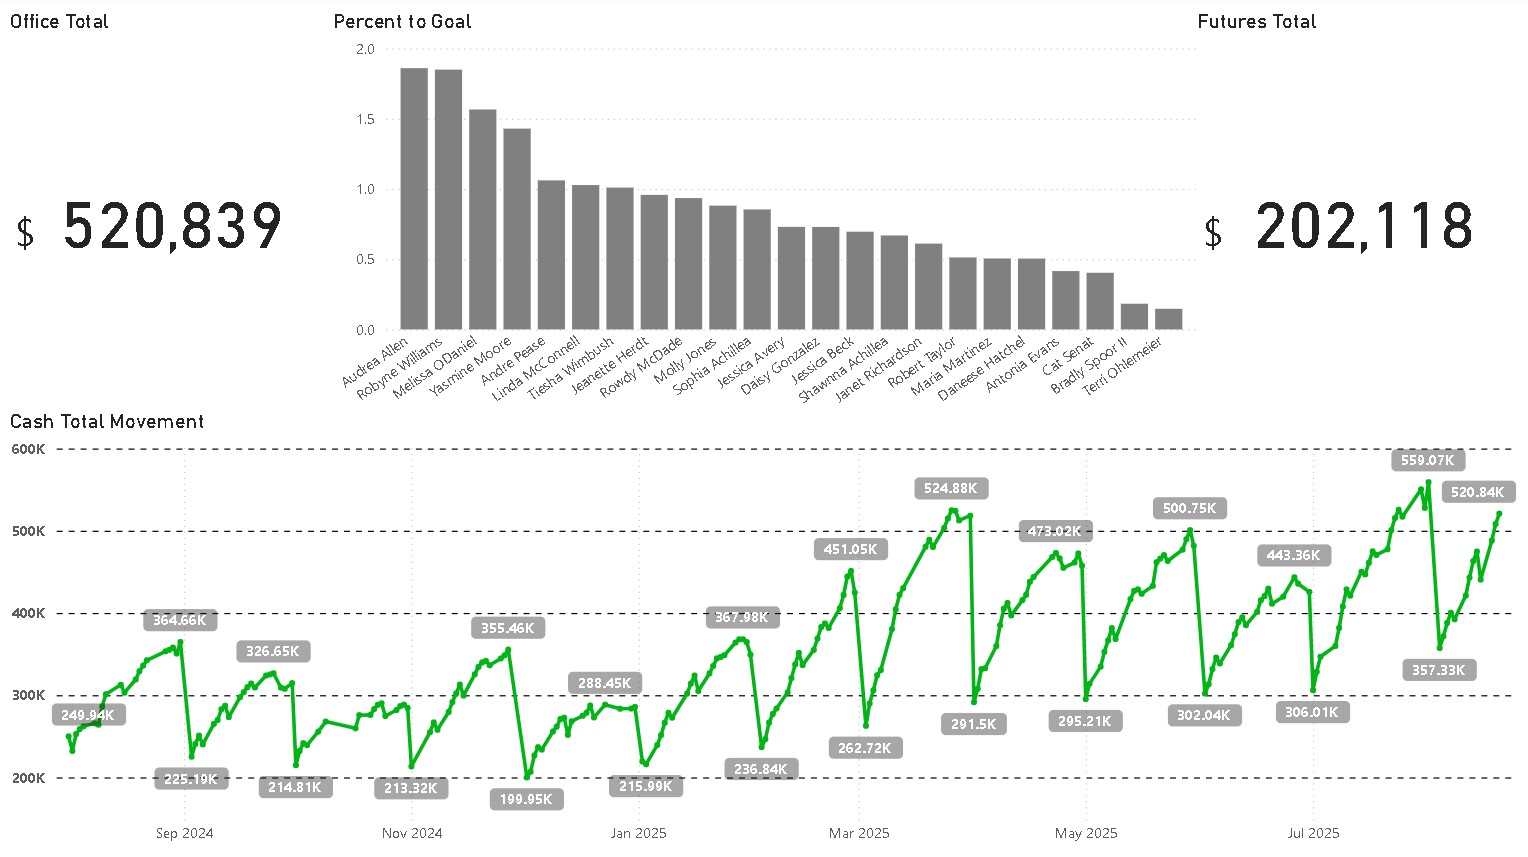 Office Total
$ 520,839
Percent to Goal
2.0
1.5
1.0
0.5
0.0
Audrea Allen
Robyne Williams
Melissa ODaniel
Yasmine Moore
Andre Pease
Linda McConnell
Tiesha Wimbush
Jeanette Herdt
Rowdy McDade
Molly Jones
Sophia Achillea
Jessica Avery
Daisy Gonzalez
Jessica Beck
Shawnna Achillea
Janet Richardson
Robert Taylor
Maria Martinez
Daneese Hatchel
Antonia Evans
Cat Senat
Bradly Spoor II
Terri Ohlemeier
Futures Total
$ 202,118
Cash Total Movement
600K
500K
400K
300K
200K
249.94K
364.66K
225.19K
326.65K
214.81K
213.32K
355.46K
199.95K
288.45K
215.99K
367.98K
236.84K
451.05K
262.72K
524.88K
291.5K
473.02K
295.21K
500.75K
302.04K
443.36K
306.01K
559.07K
357.33K
520.84K
Sep 2024
Nov 2024
Jan 2025
Mar 2025
May 2025
Jul 2025